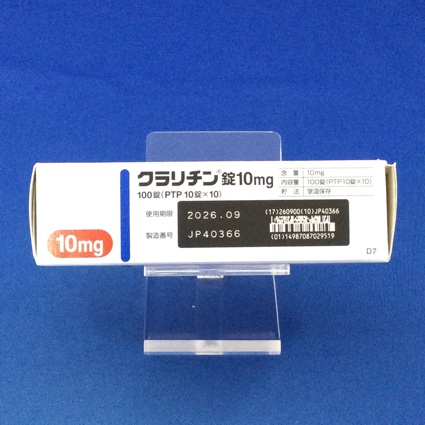 クラリチン®錠10mg
100錠(PTP 10錠×10)
含 量 10mg
内容量 100錠(PTP10錠×10)
貯 法 室温保存
使用期限 2026.09
製造番号 JP40366
(17)260900(10)JP40366
(01)14987087029519
10mg
D7